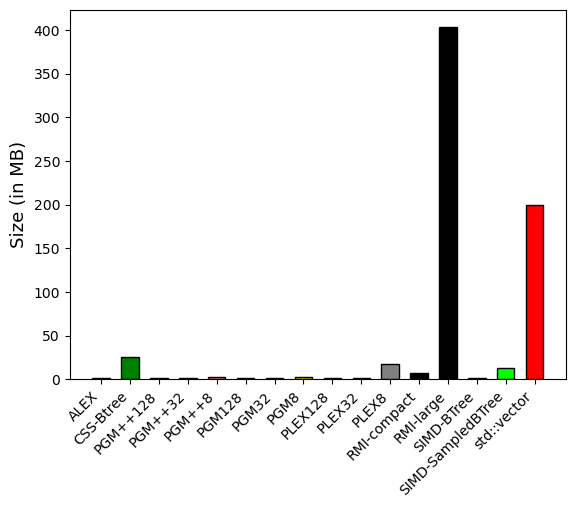 Size (in MB)
400
350
300
250
200
150
100
50
0
ALEX
CSS-Btree
PGM++128
PGM++32
PGM++8
PGM128
PGM32
PGM8
PLEX128
PLEX32
PLEX8
RMI-compact
RMI-large
SIMD-BTree
SIMD-SampledBTree
std::vector